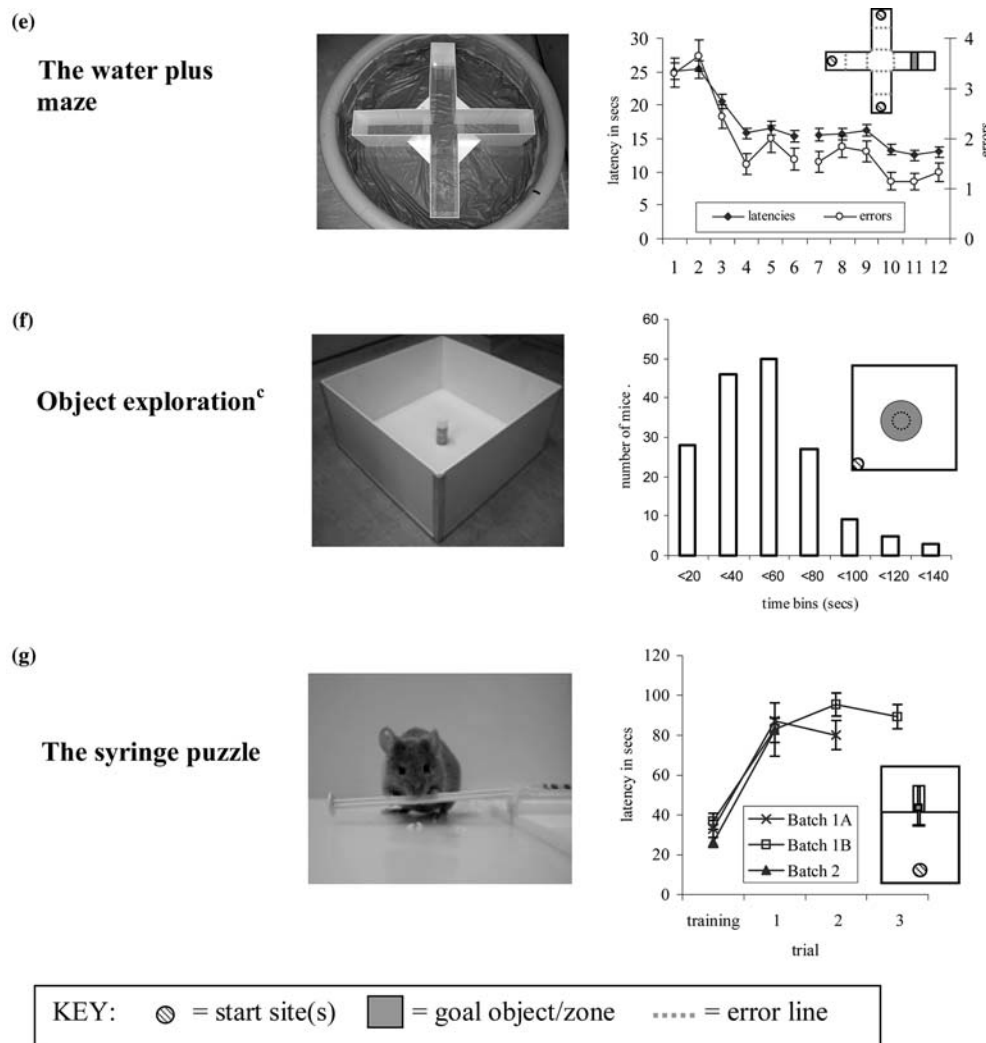 (e)
The water plus
maze
latency in secs
30
25
20
15
10
5
0
4
3
2
1
0
errors
latencies
errors
1 2 3 4 5 6 7 8 9 10 11 12
(f)
Object exploration^c
number of mice .
60
50
40
30
20
10
0
<20 <40 <60 <80 <100 <120 <140
time bins (secs)
(g)
The syringe puzzle
latency in secs
120
100
80
60
40
20
0
Batch 1A
Batch 1B
Batch 2
training 1 2 3
trial
KEY: = start site(s) = goal object/zone = error line